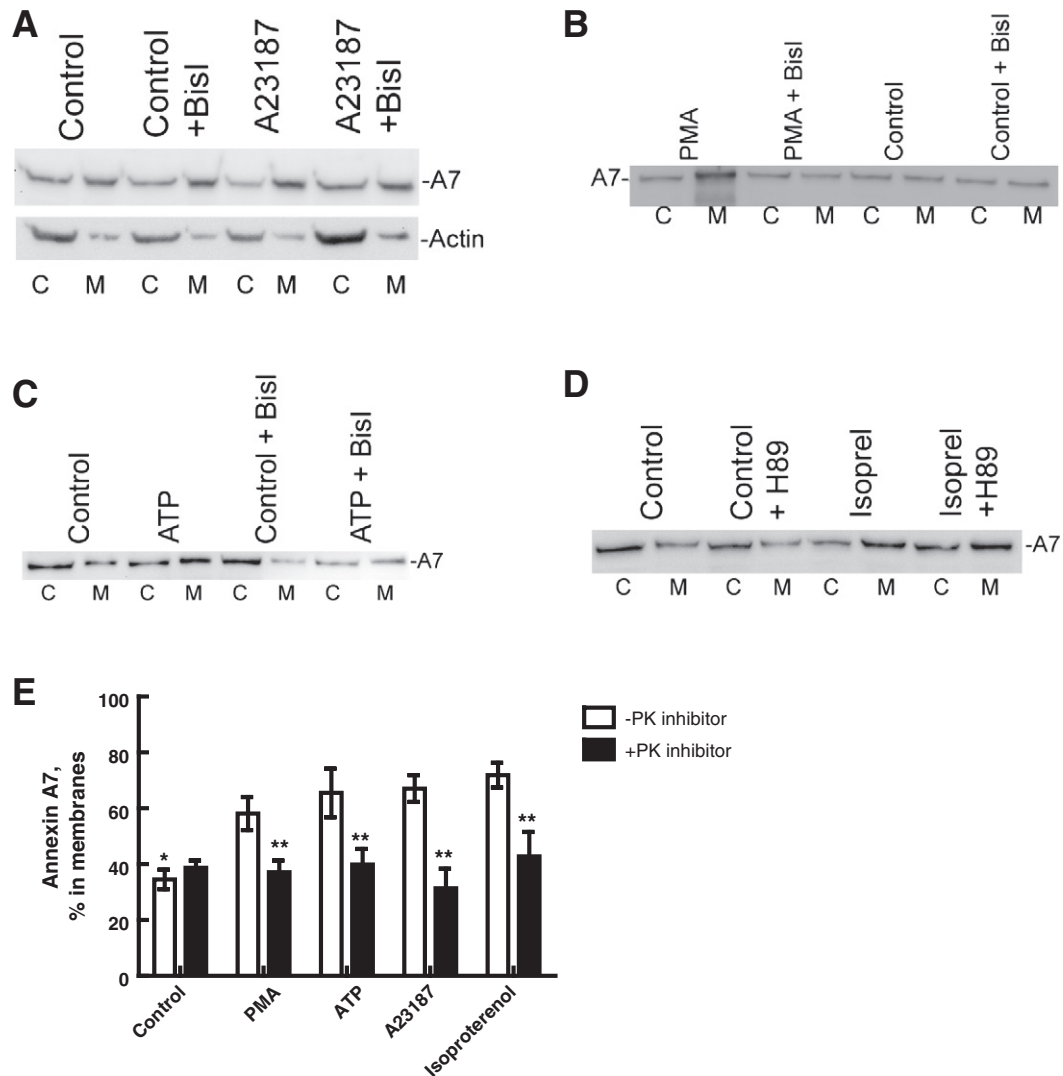 A
Control
Control
+BisI
A23187
A23187
+BisI
-A7
-Actin
C M C M C M C M
B
PMA
PMA + BisI
Control
Control + BisI
A7-
C M C M C M C M
C
Control
ATP
Control + BisI
ATP + BisI
-A7
C M C M C M C M
D
Control
Control
+ H89
Isoprel
Isoprel
+H89
-A7
C M C M C M C M
E
Annexin A7,
% in membranes
100
80
60
40
20
0
*
**
**
**
**
Control
PMA
ATP
A23187
Isoproterenol
-PK inhibitor
+PK inhibitor